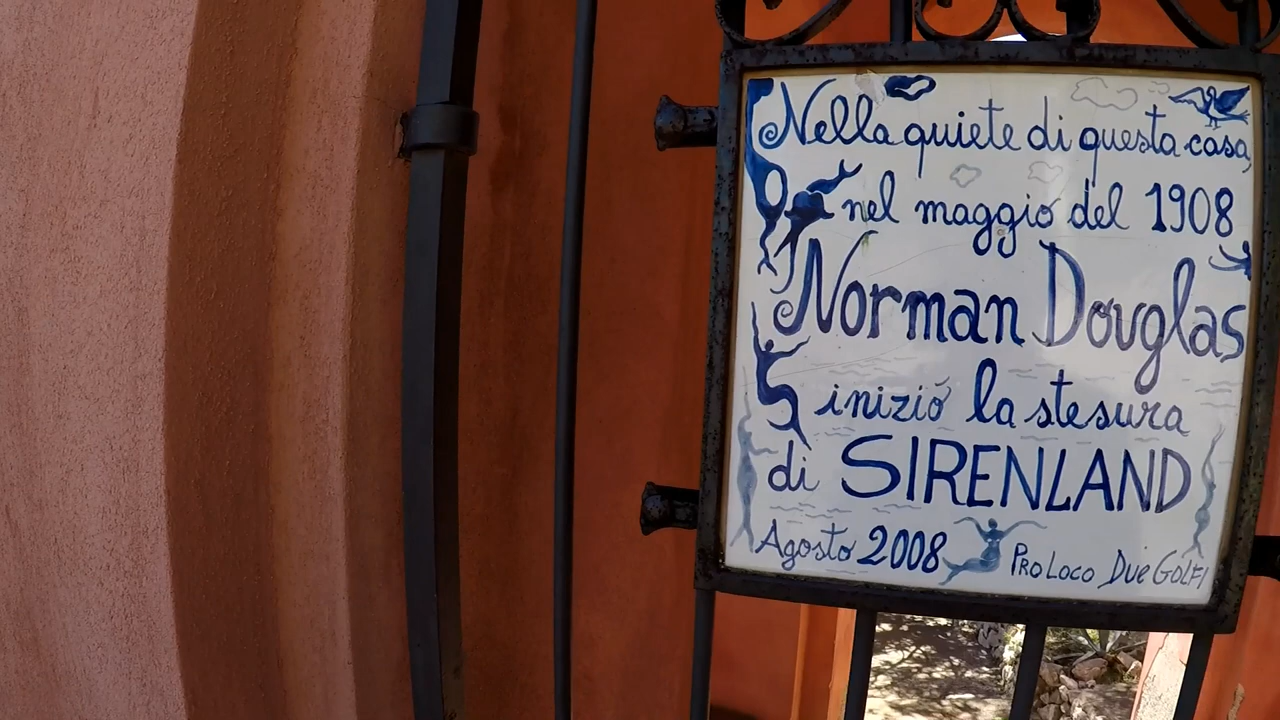 Nella quiete di questa casa,
nel maggio del 1908
Norman Douglas
inizió la stesura
di SIRENLAND
Agosto 2008 PRO LOCO DUE GOLFI